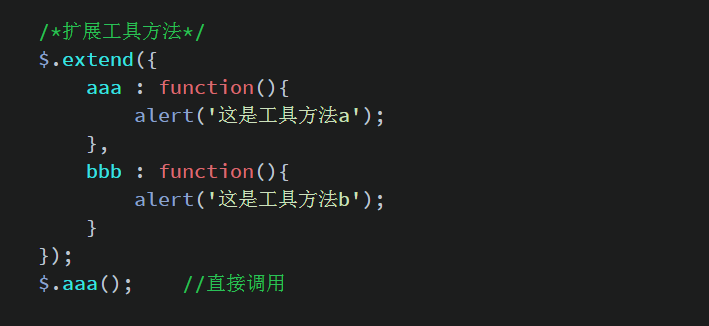 /*扩展工具方法*/
$.extend({
    aaa : function(){
        alert('这是工具方法a');
    },
    bbb : function(){
        alert('这是工具方法b');
    }
});
$.aaa();    //直接调用